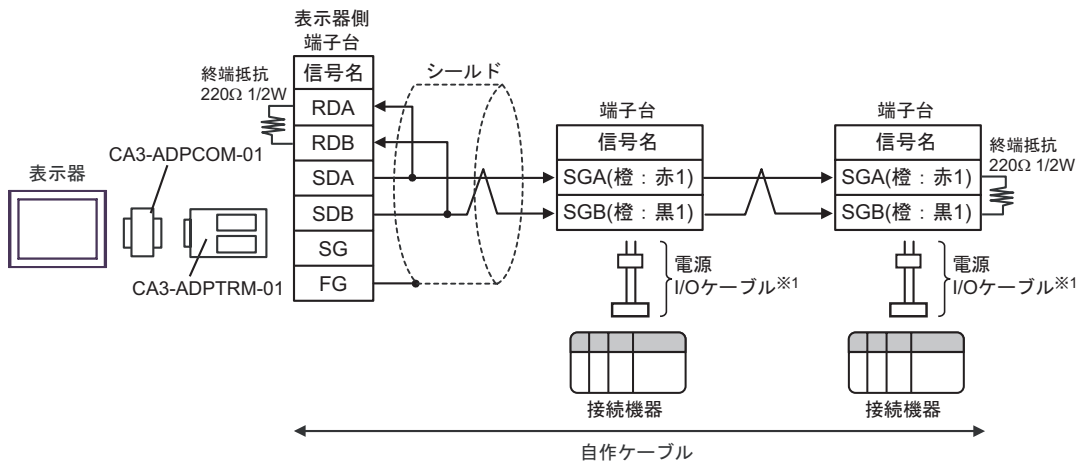 表示器
CA3-ADPCOM-01
CA3-ADPTRM-01
終端抵抗
220Ω 1/2W
表示器側
端子台
信号名
RDA
RDB
SDA
SDB
SG
FG
シールド
端子台
信号名
SGA(橙：赤1)
SGB(橙：黒1)
電源
I/Oケーブル※1
接続機器
端子台
信号名
SGA(橙：赤1)
SGB(橙：黒1)
終端抵抗
220Ω 1/2W
電源
I/Oケーブル※1
接続機器
自作ケーブル